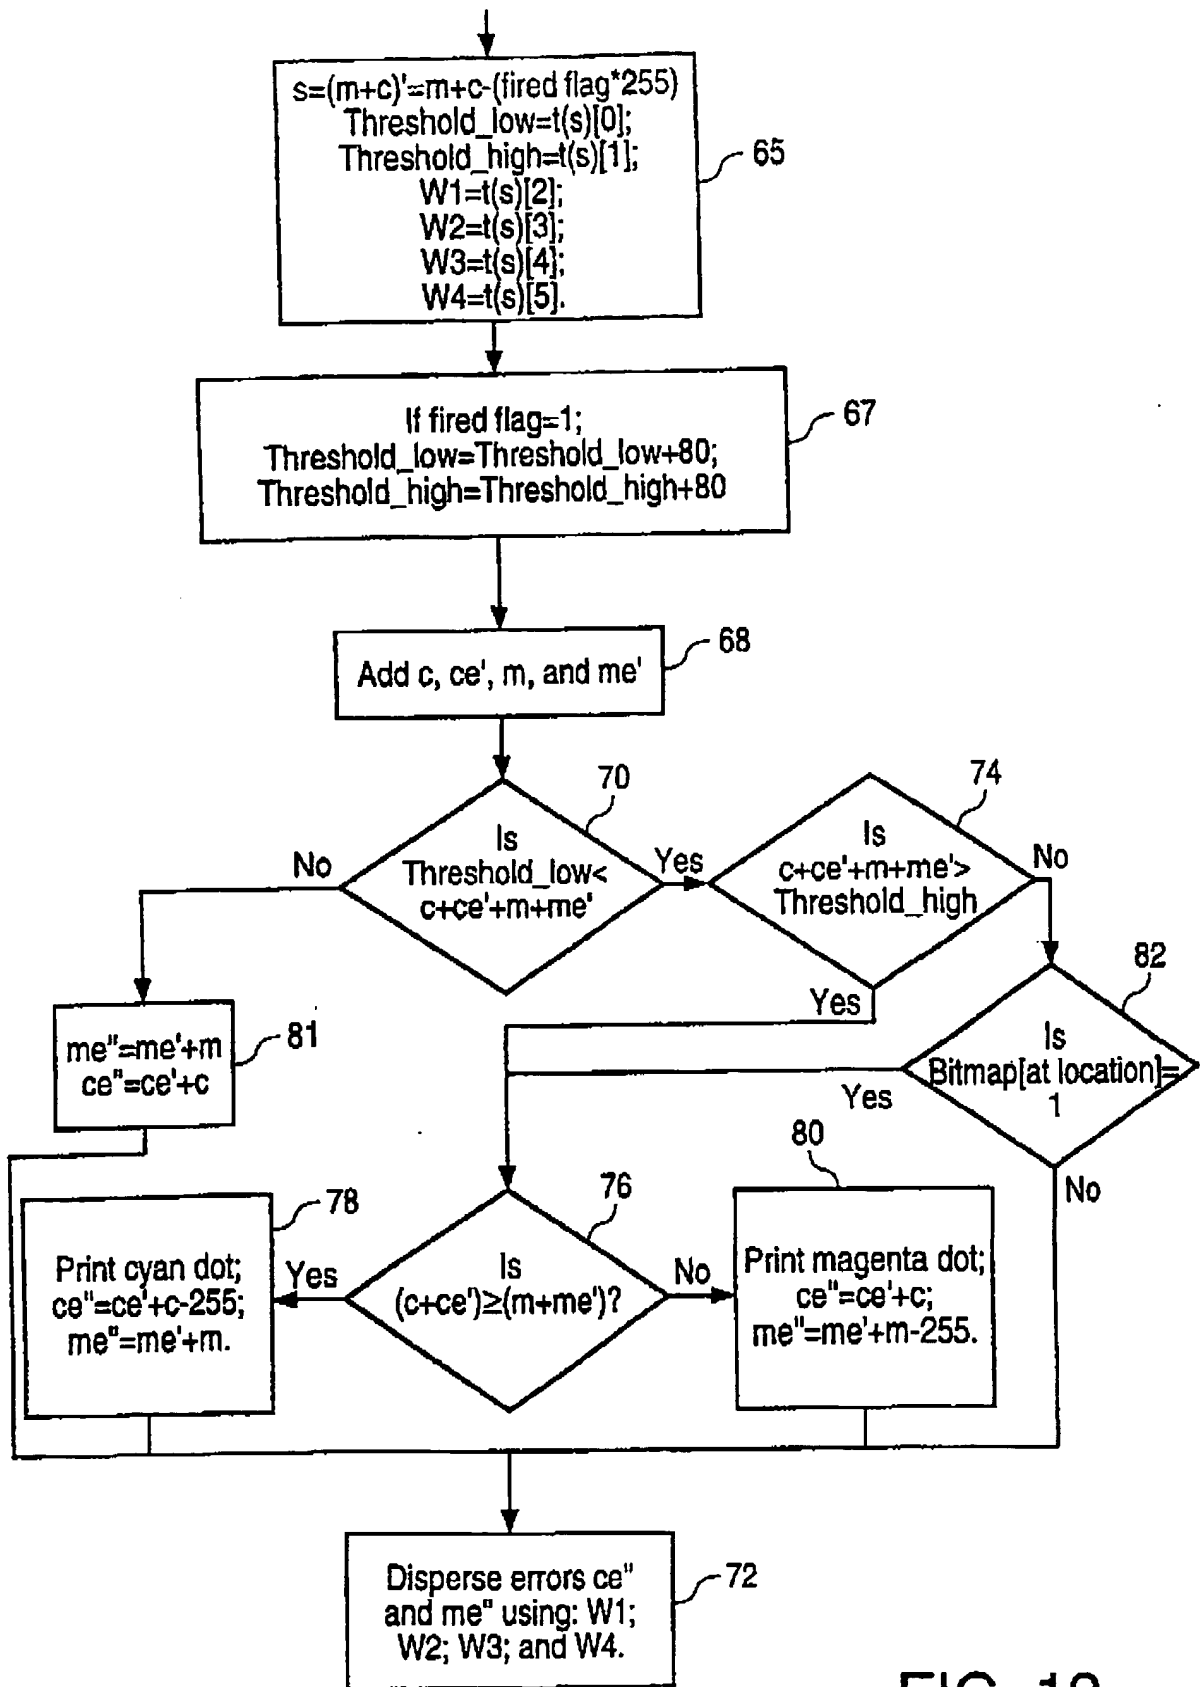 s=(m+c)'=m+c-(fired flag*255)
Threshold_low=t(s)[0];
Threshold_high=t(s)[1];
W1=t(s)[2];
W2=t(s)[3];
W3=t(s)[4];
W4=t(s)[5].
65
If fired flag=1;
Threshold_low=Threshold_low+80;
Threshold_high=Threshold_high+80
67
Add c, ce', m, and me'
68
70
Is
Threshold_low<
c+ce'+m+me'
No
Yes
74
Is
c+ce'+m+me'>
Threshold_high
No
Yes
82
Is
Bitmap[at location]=
1
Yes
No
me"=me'+m
ce"=ce'+c
81
78
Print cyan dot;
ce"=ce'+c-255;
me"=me'+m.
Yes
76
Is
(c+ce')≥(m+me')?
No
80
Print magenta dot;
ce"=ce'+c;
me"=me'+m-255.
Disperse errors ce"
and me" using: W1;
W2; W3; and W4.
72